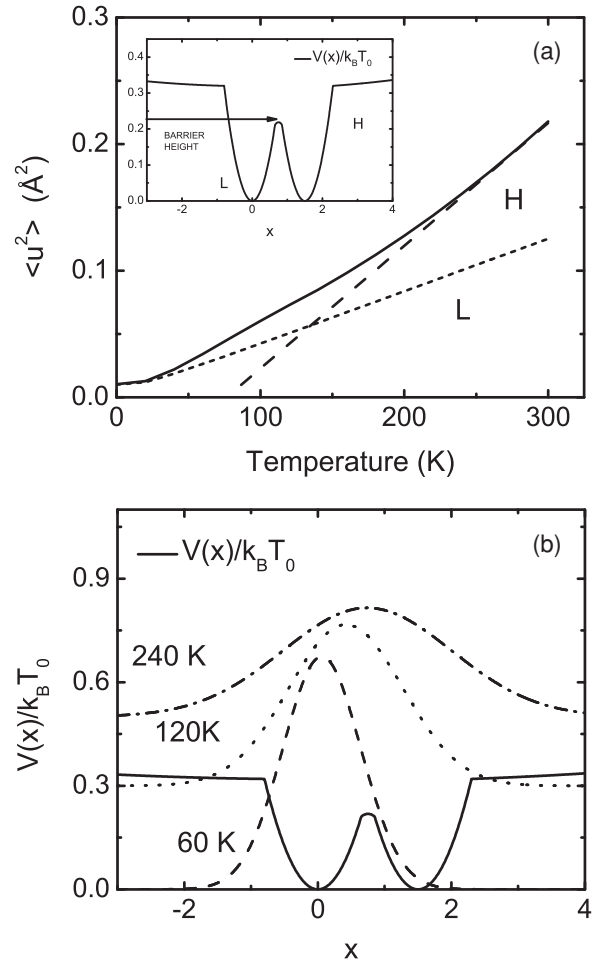 0.3
(a)
0.4
V(x)/k_BT_0
0.3
BARRIER
HEIGHT
H
0.2
0.1
L
0.0
-2 0 2 4
x
0.2
<u²> (Å²)
H
0.1
L
0.0
0 100 200 300
Temperature (K)
(b)
V(x)/k_BT_0
0.9
240 K
0.6
120K
V(x)/k_BT_0
0.3
60 K
0.0
-2 0 2 4
x